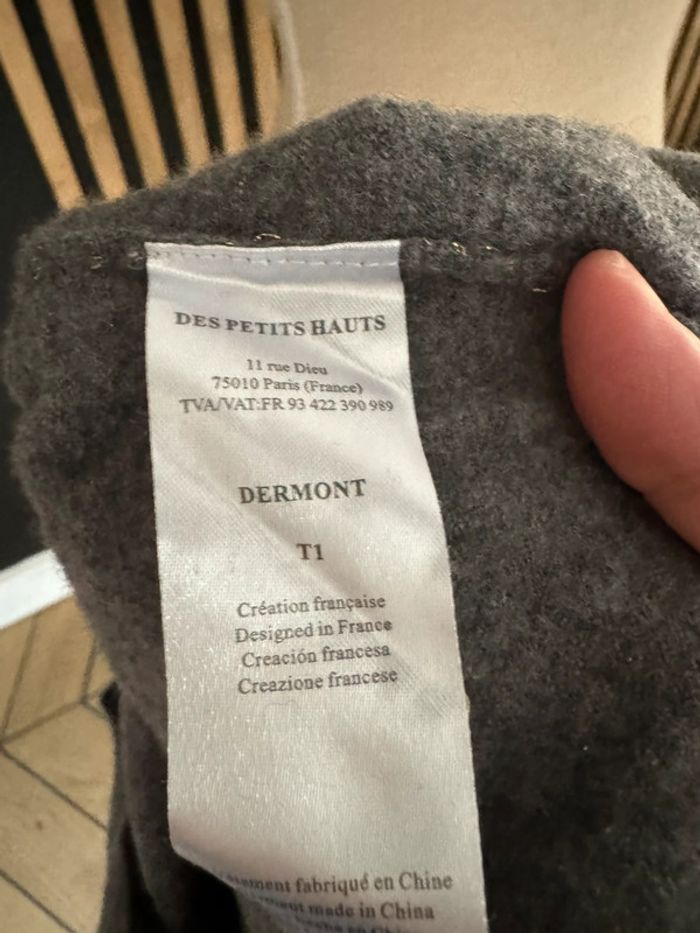 DES PETITS HAUTS
11 rue Dieu
75010 Paris (France)
TVA/VAT:FR 93 422 390 989
DERMONT
T1
Création française
Designed in France
Creación francesa
Creazione francese
fabriqué en Chine
made in China